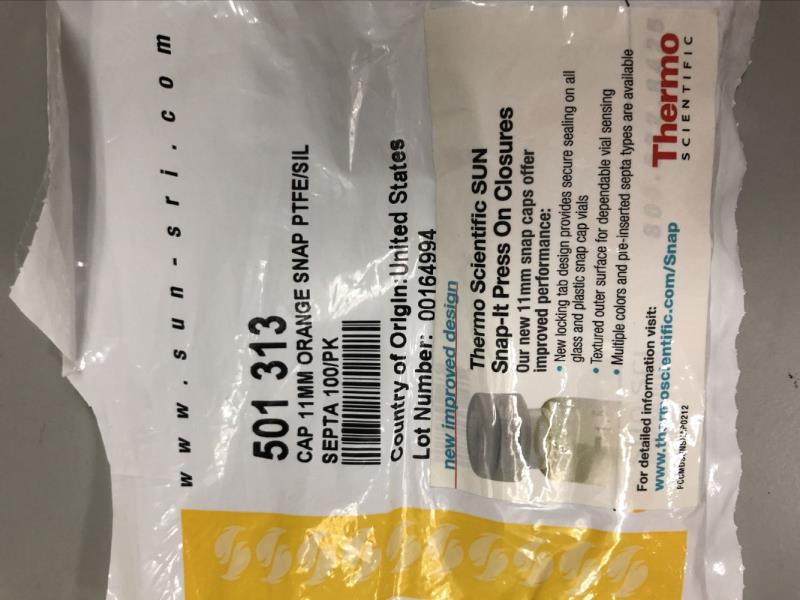 www.sun-sri.com
501 313
CAP 11MM ORANGE SNAP PTFE/SIL
SEPTA 100/PK
Country of OrigIn:United States
Lot Number: 00164994
new improved design
Thermo Scientific SUN
Snap-It Press On Closures
Our new 11mm snap caps offer
improved performance:
• New locking tab design provides secure sealing on all
glass and plastic snap cap vials
• Textured outer surface for dependable vial sensing
• Multiple colors and pre-inserted septa types are available
For detailed information visit:
www.thermoscientific.com/Snap
Thermo
SCIENTIFIC